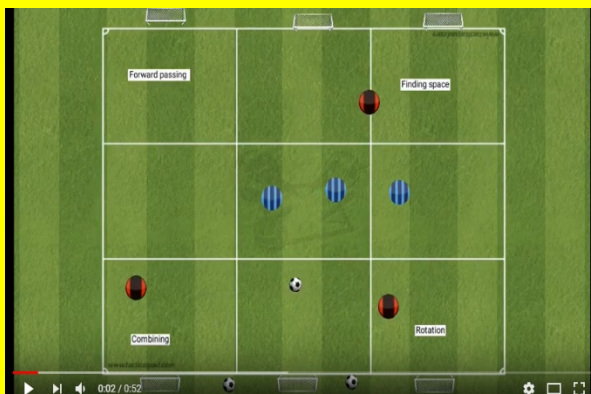 Forward passing
Finding space
Combining
Rotation
0:02 / 0:52